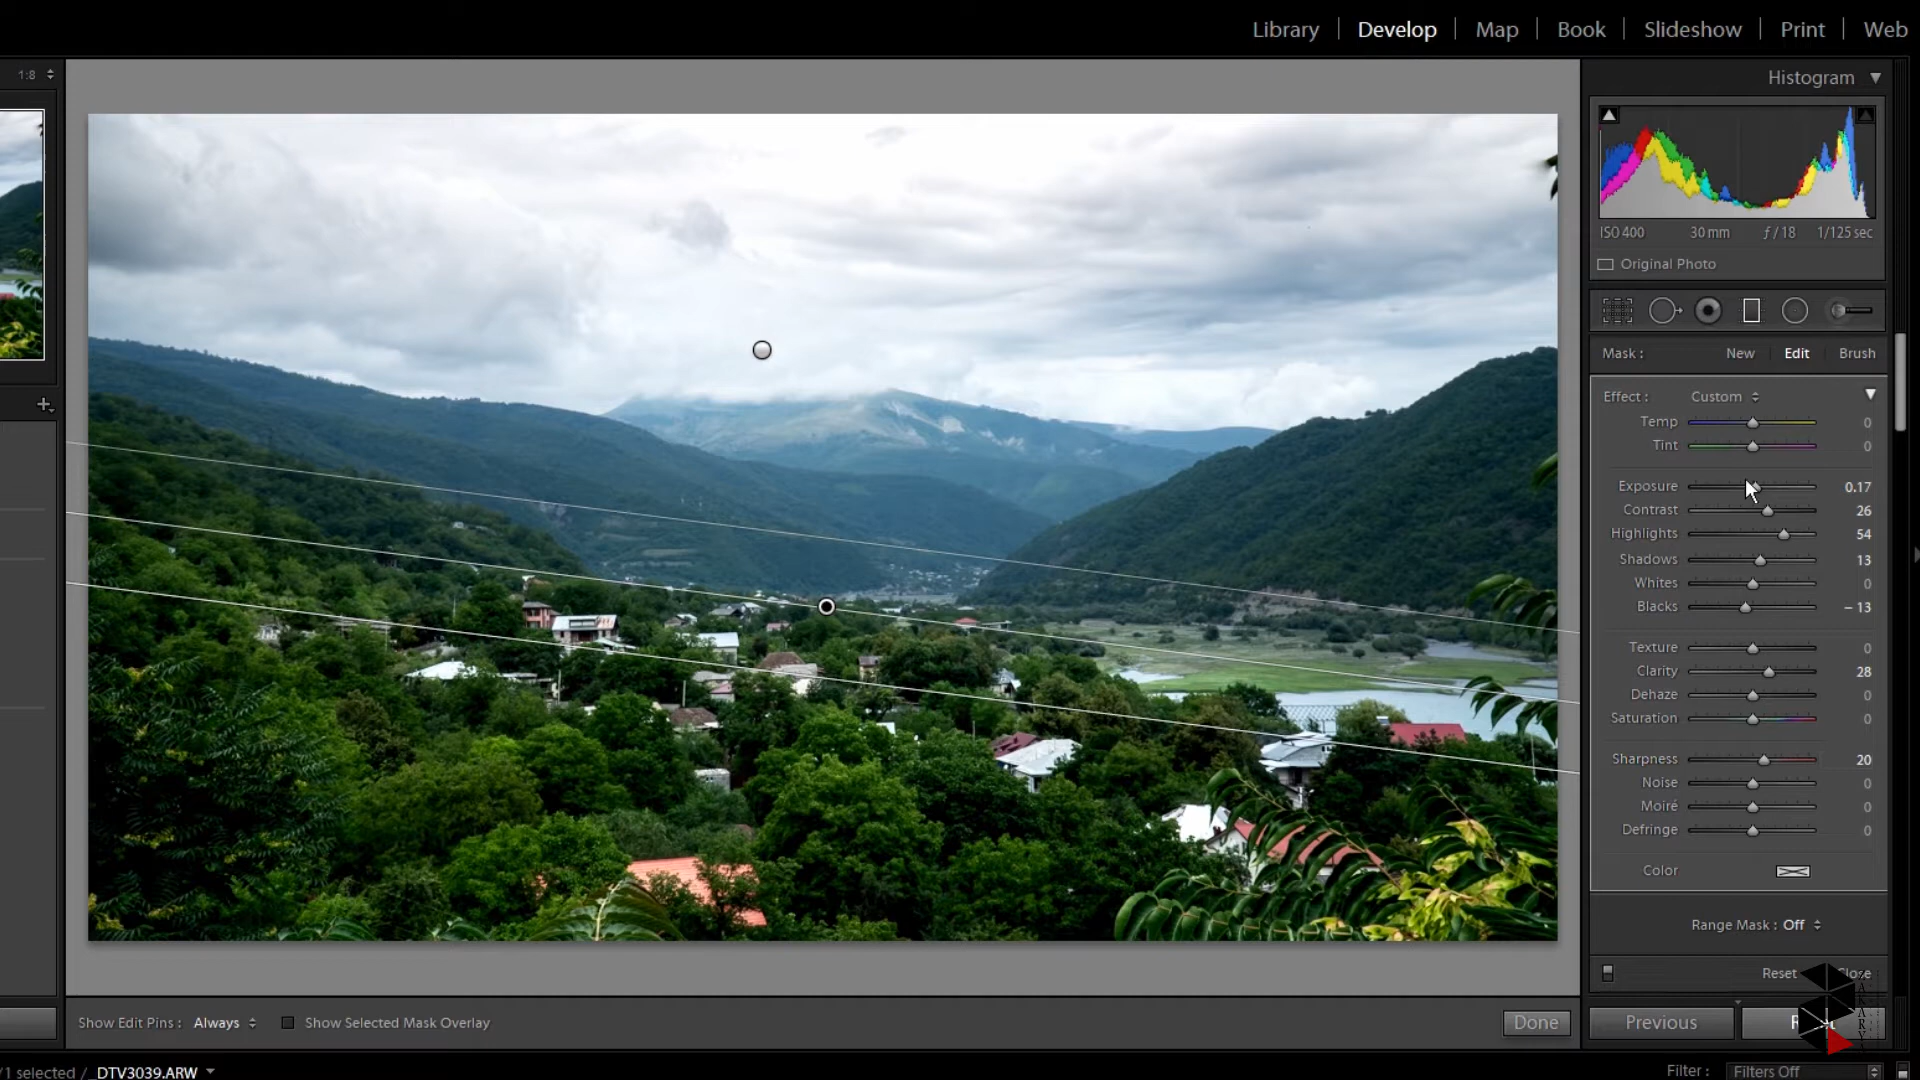 Library | Develop | Map | Book | Slideshow | Print | Web
1:8
Histogram
ISO 400 30 mm ƒ / 18 1/125 sec
Original Photo
Mask : New Edit Brush
Effect : Custom
Temp 0
Tint 0
Exposure 0.17
Contrast 26
Highlights 54
Shadows 13
Whites 0
Blacks – 13
Texture 0
Clarity 28
Dehaze 0
Saturation 0
Sharpness 20
Noise 0
Moiré 0
Defringe 0
Color
Range Mask : Off
Reset Close
Show Edit Pins : Always Show Selected Mask Overlay Done Previous
/1 selected / _DTV3039.ARW Filter : Filters Off